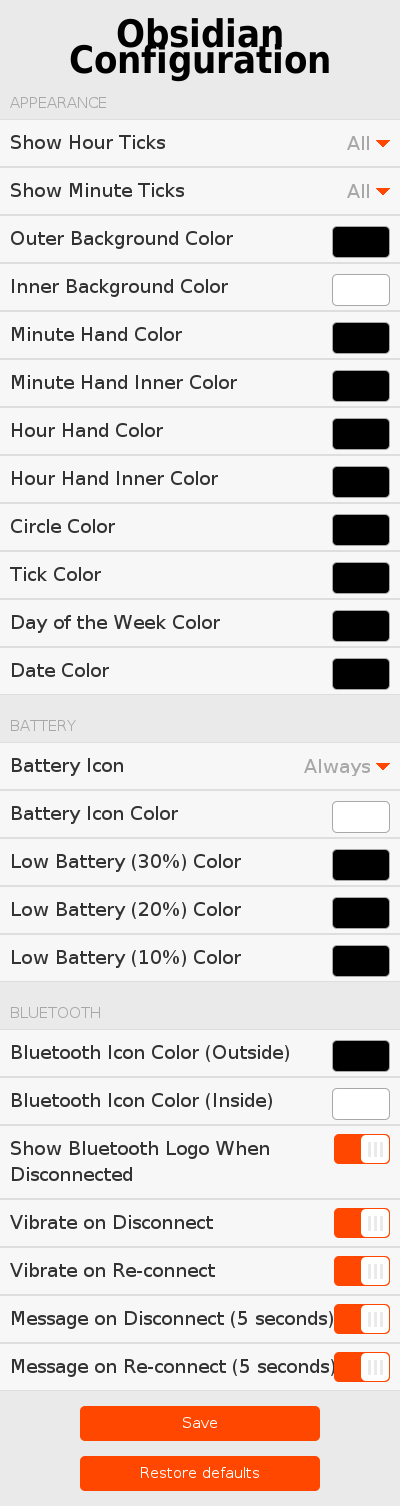 Obsidian
Configuration
APPEARANCE
Show Hour Ticks All
Show Minute Ticks All
Outer Background Color
Inner Background Color
Minute Hand Color
Minute Hand Inner Color
Hour Hand Color
Hour Hand Inner Color
Circle Color
Tick Color
Day of the Week Color
Date Color
BATTERY
Battery Icon Always
Battery Icon Color
Low Battery (30%) Color
Low Battery (20%) Color
Low Battery (10%) Color
BLUETOOTH
Bluetooth Icon Color (Outside)
Bluetooth Icon Color (Inside)
Show Bluetooth Logo When
Disconnected
Vibrate on Disconnect
Vibrate on Re-connect
Message on Disconnect (5 seconds)
Message on Re-connect (5 seconds)
Save
Restore defaults